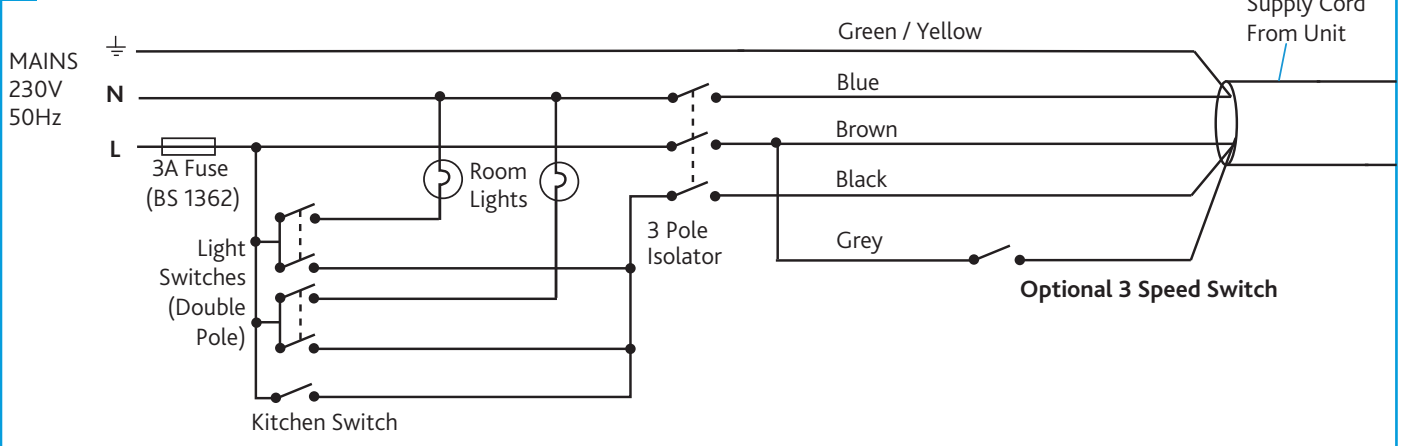 Supply Cord
From Unit
Green / Yellow
MAINS
230V
50Hz
N
Blue
L
Brown
3A Fuse
(BS 1362)
Room
Lights
Black
3 Pole
Isolator
Grey
Light
Switches
(Double
Pole)
Optional 3 Speed Switch
Kitchen Switch